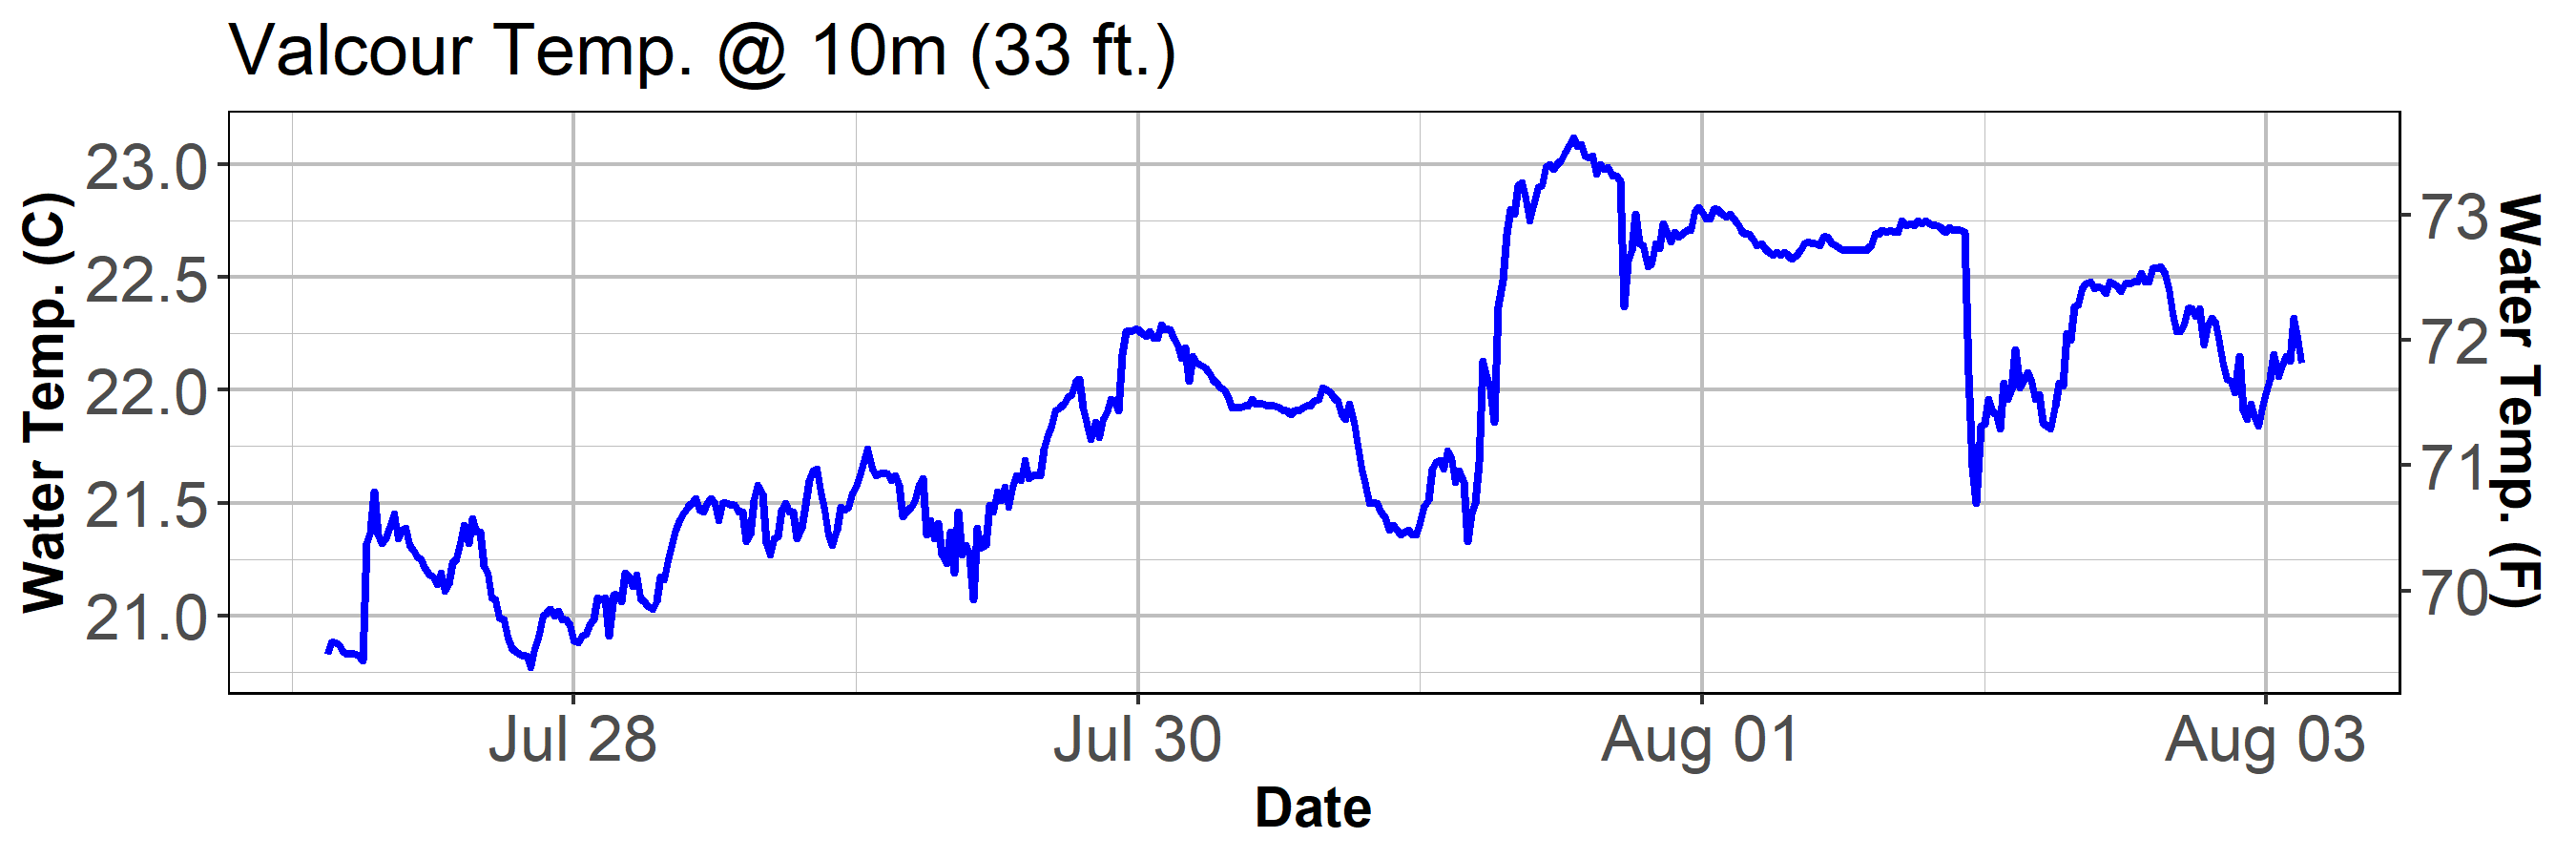 Valcour Temp. @ 10m (33 ft.)
Water Temp. (C)
23.0
22.5
22.0
21.5
21.0
73
72
71
70
Water Temp. (F)
Jul 28
Jul 30
Aug 01
Aug 03
Date